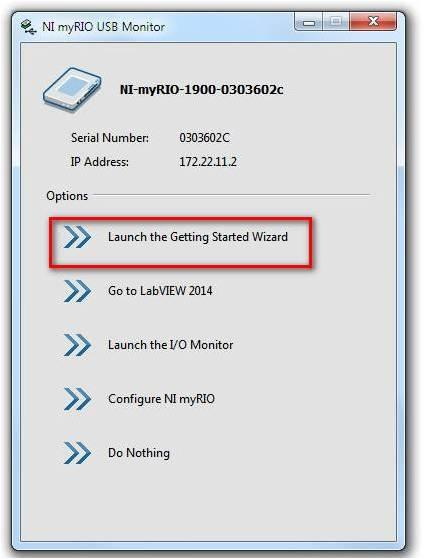 NI myRIO USB Monitor
NI-myRIO-1900-0303602c
Serial Number: 0303602C
IP Address: 172.22.11.2
Options
Launch the Getting Started Wizard
Go to LabVIEW 2014
Launch the I/O Monitor
Configure NI myRIO
Do Nothing